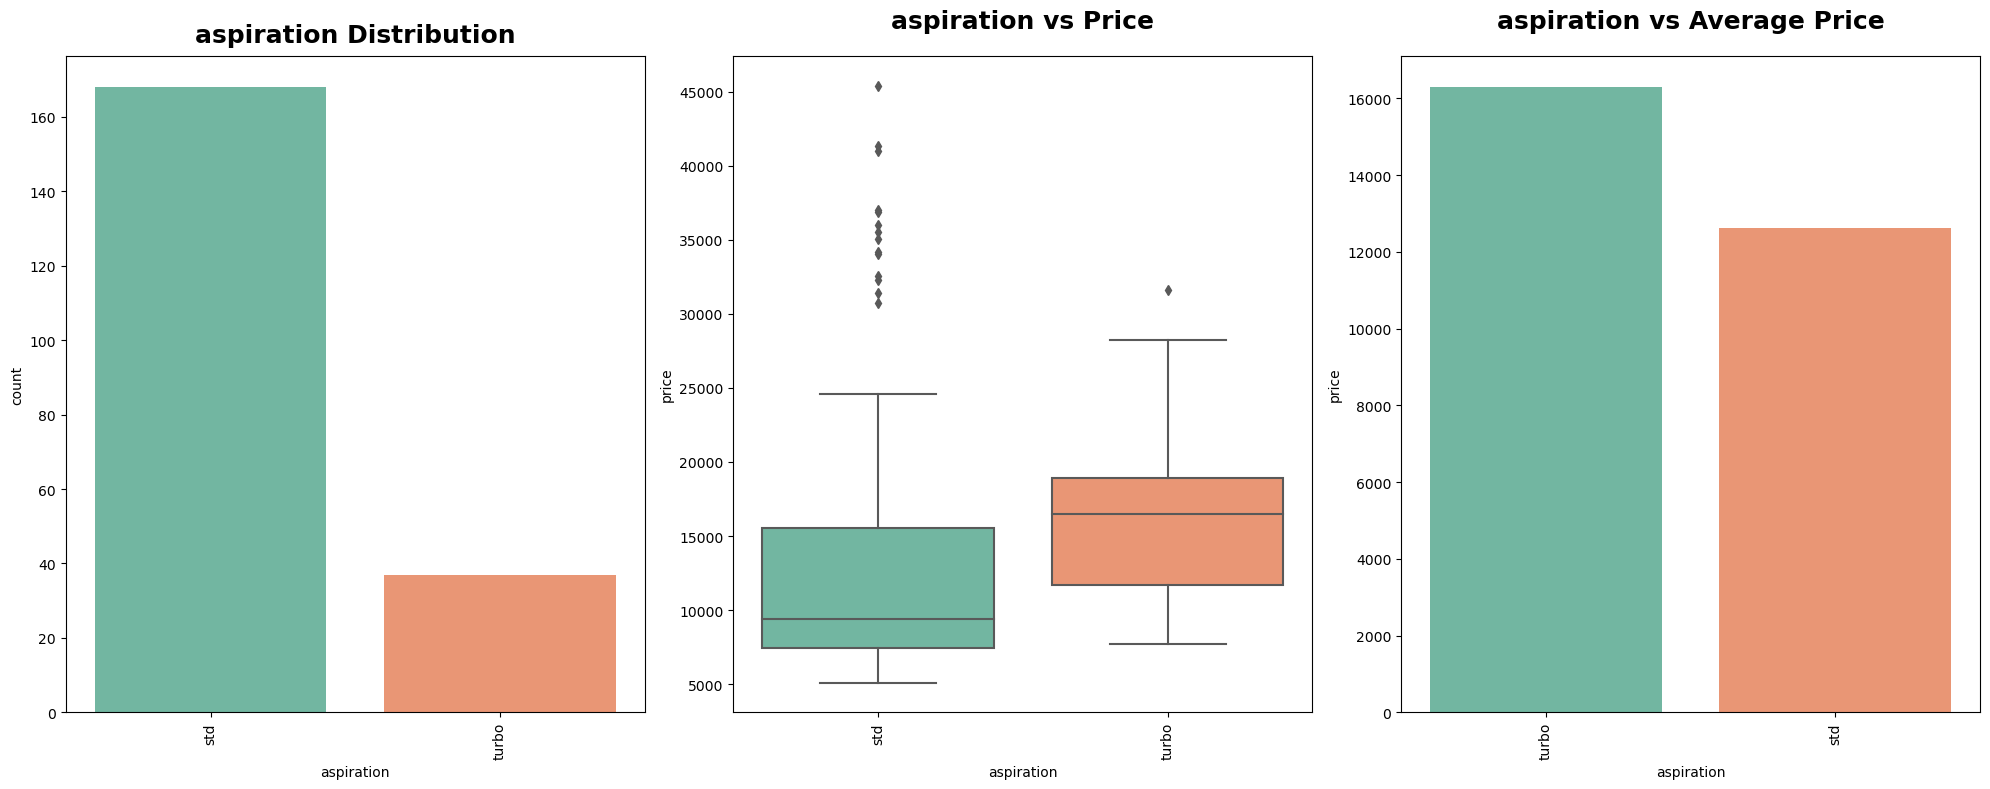 aspiration Distribution
160
140
120
100
80
60
40
20
0
count
std
turbo
aspiration
aspiration vs Price
45000
40000
35000
30000
25000
20000
15000
10000
5000
price
std
turbo
aspiration
aspiration vs Average Price
16000
14000
12000
10000
8000
6000
4000
2000
0
price
turbo
std
aspiration